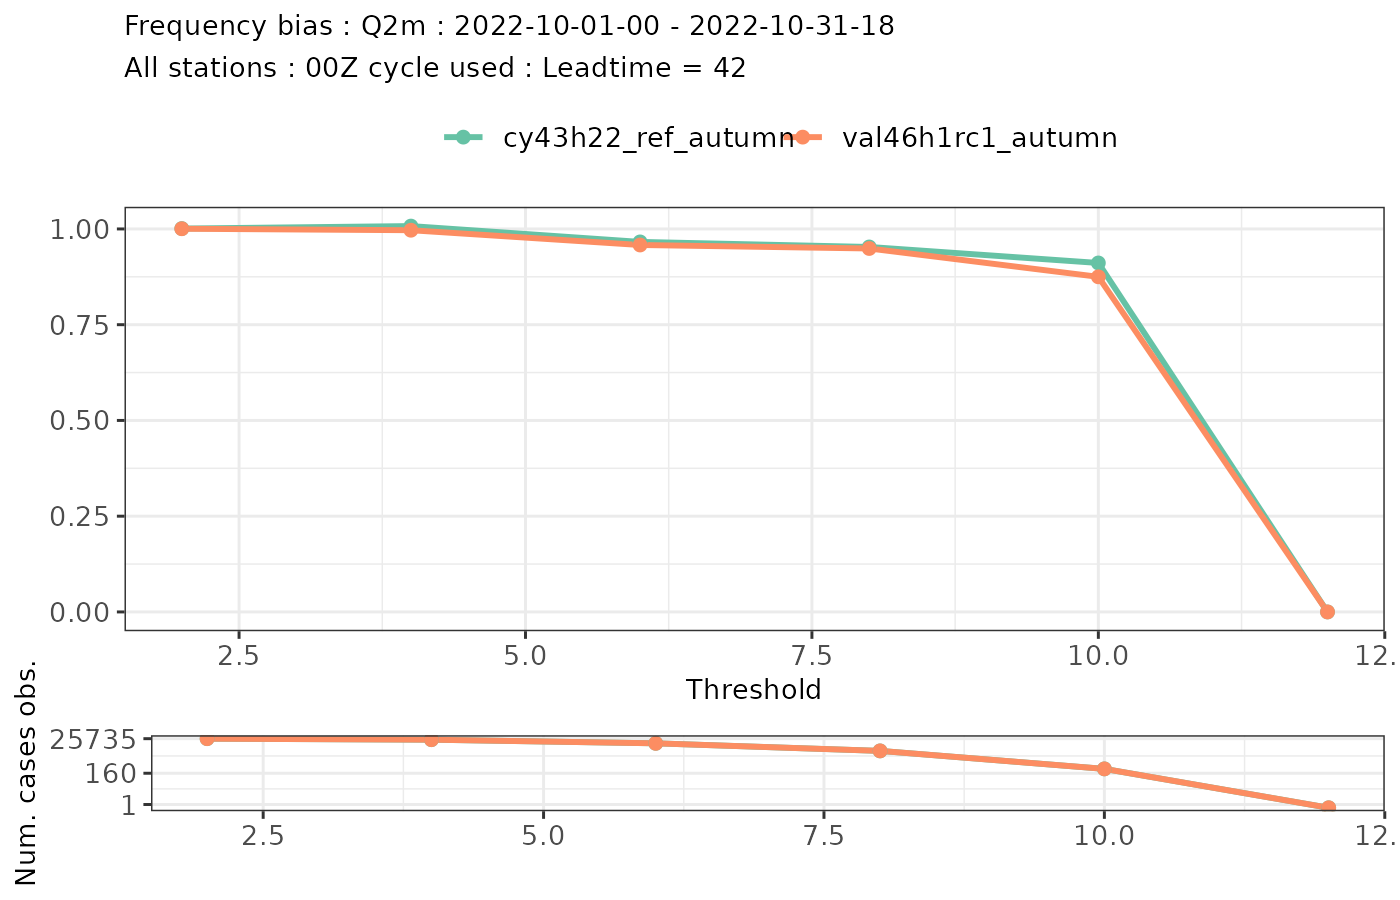 Frequency bias : Q2m : 2022-10-01-00 - 2022-10-31-18
All stations : 00Z cycle used : Leadtime = 42
cy43h22_ref_autumn val46h1rc1_autumn
1.00
0.75
0.50
0.25
0.00
2.5 5.0 7.5 10.0 12.
Threshold
Num. cases obs.
25735
160
1
2.5 5.0 7.5 10.0 12.